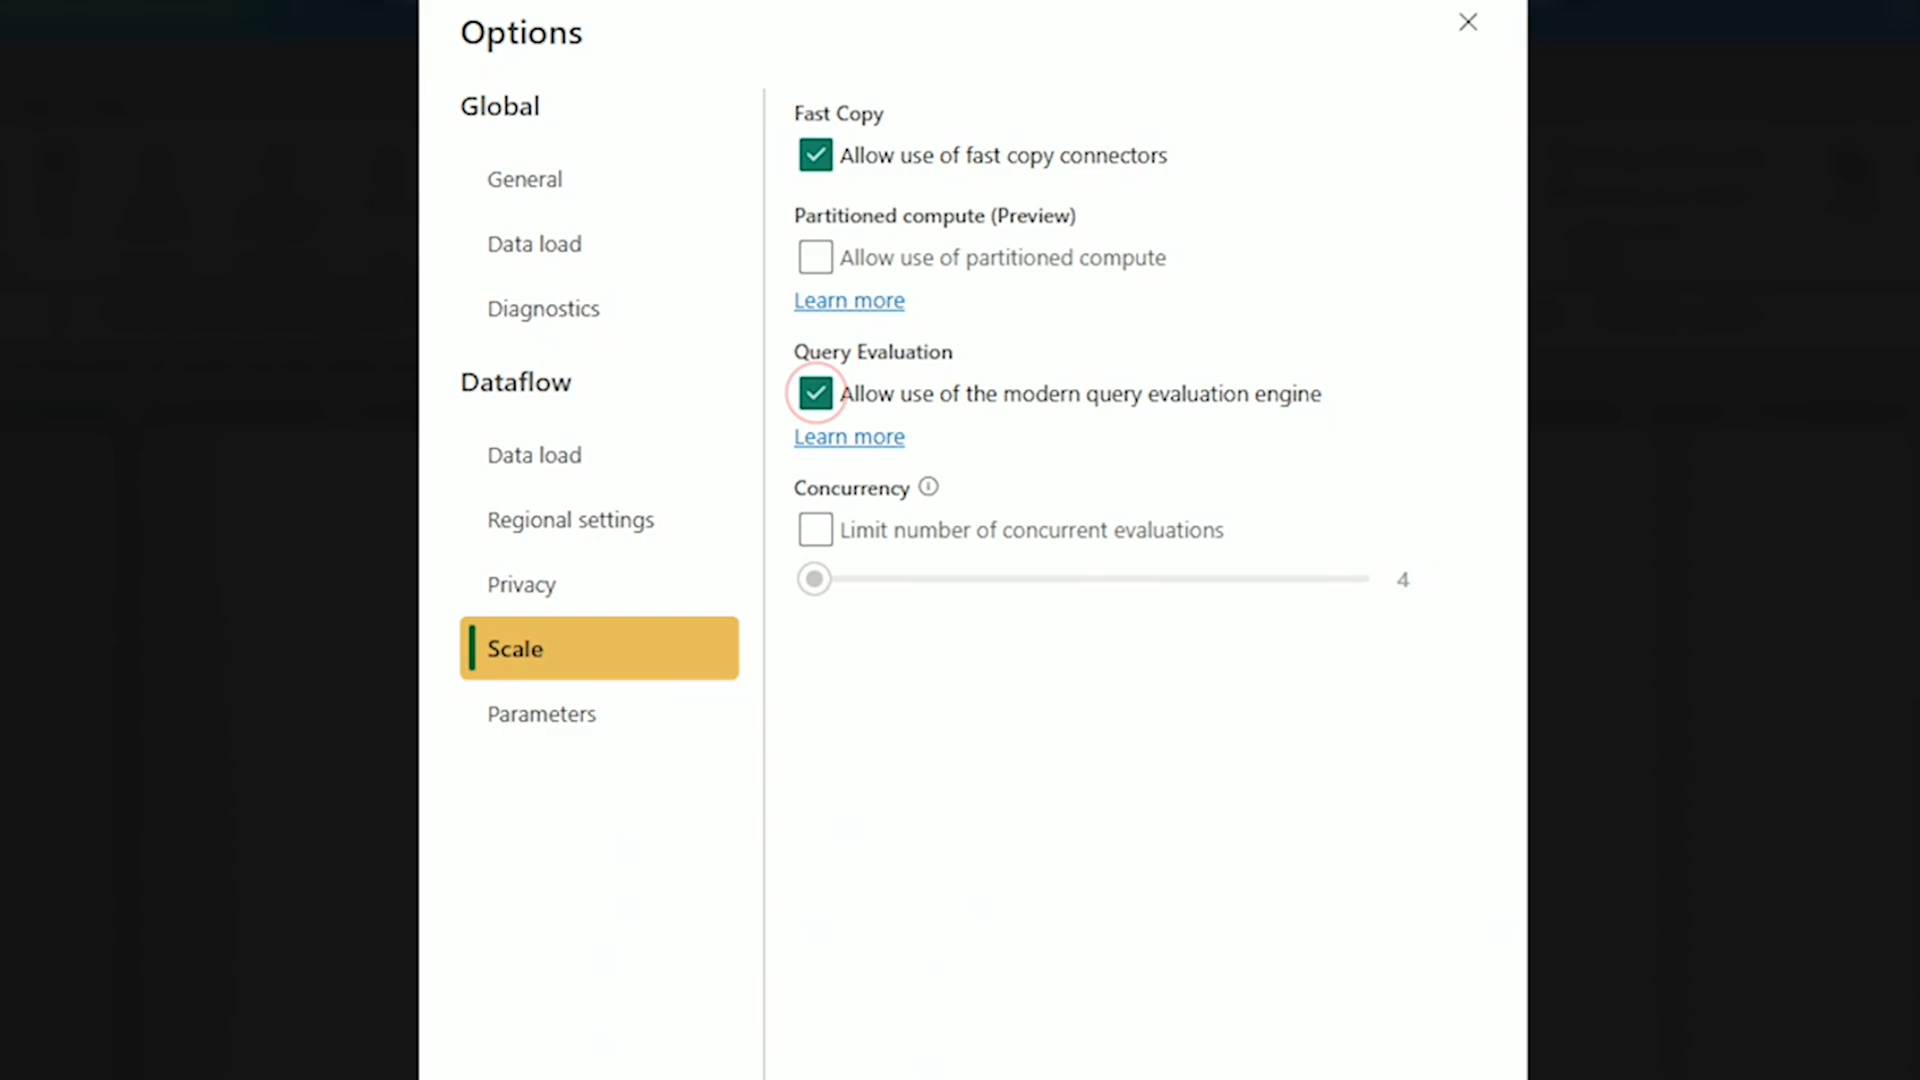 Options
Global
General
Data load
Diagnostics
Dataflow
Data load
Regional settings
Privacy
Scale
Parameters
Fast Copy
Allow use of fast copy connectors
Partitioned compute (Preview)
Allow use of partitioned compute
Learn more
Query Evaluation
Allow use of the modern query evaluation engine
Learn more
Concurrency
Limit number of concurrent evaluations
4